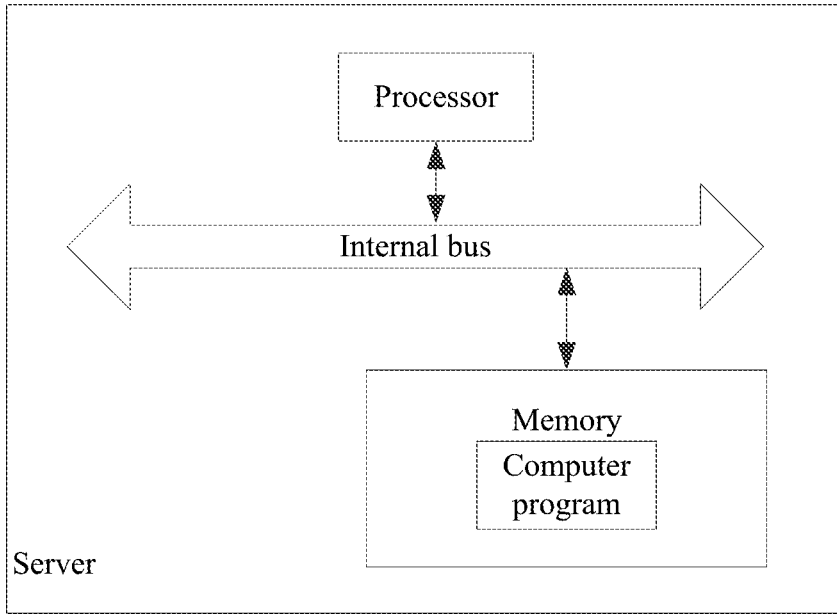 Processor
Internal bus
Memory
Computer
program
Server